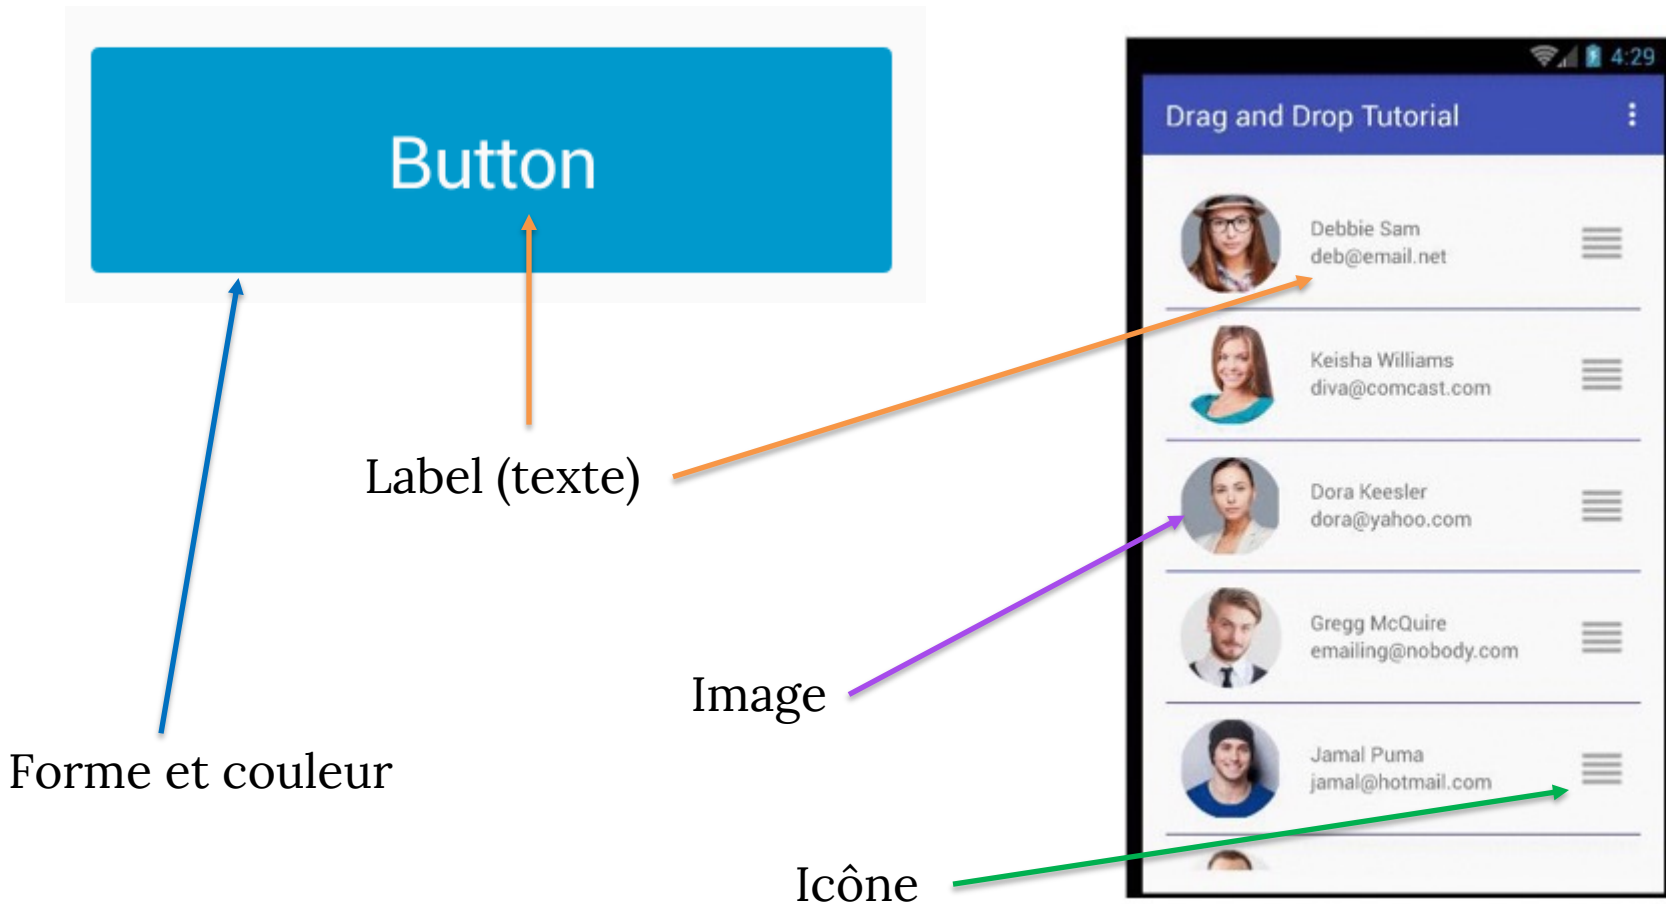 Button
Label (texte)
Forme et couleur
Image
Icône
4:29
Drag and Drop Tutorial
Debbie Sam
deb@email.net
Keisha Williams
diva@comcast.com
Dora Keesler
dora@yahoo.com
Gregg McQuire
emailing@nobody.com
Jamal Puma
jamal@hotmail.com